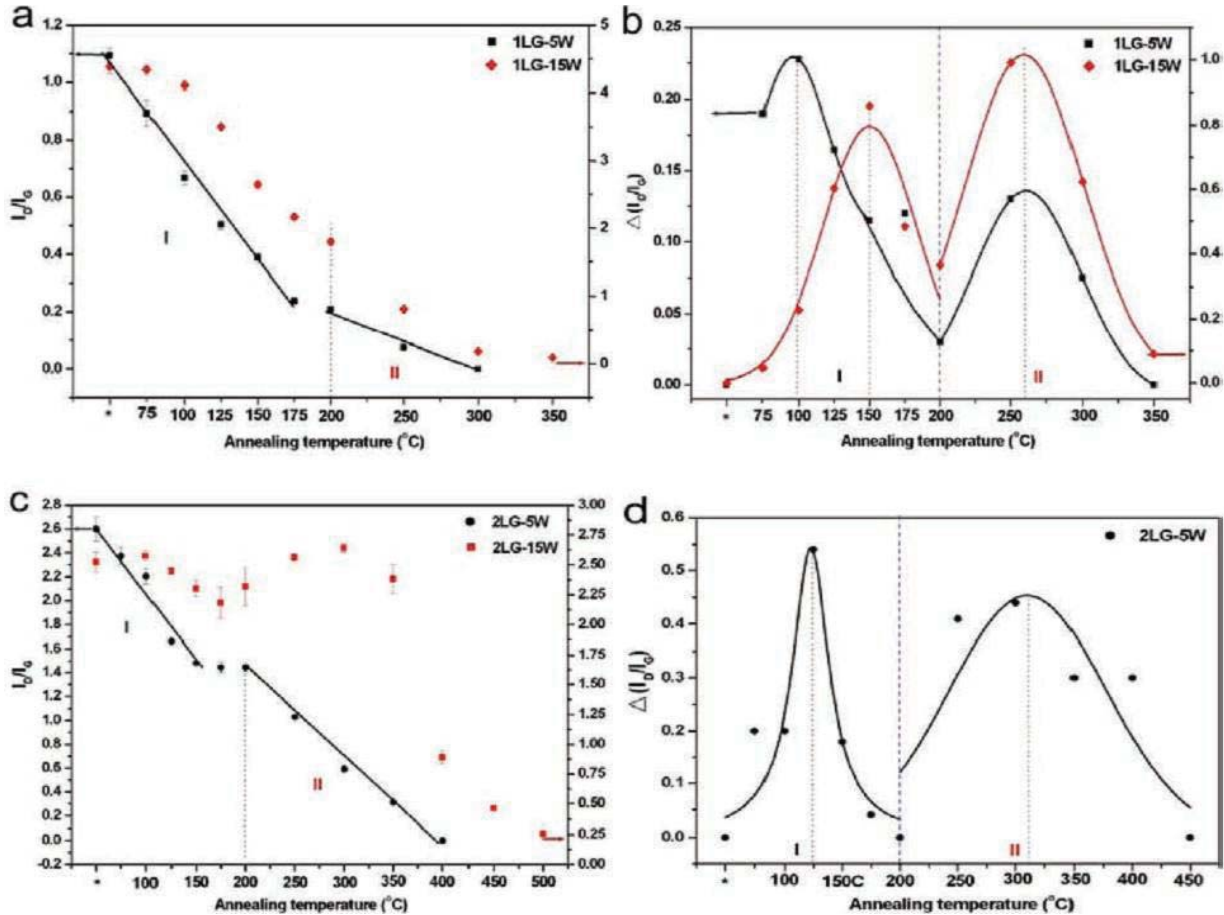 a
1.2
1.0
0.8
0.6
0.4
0.2
0.0
I_D/I_G
5
4
3
2
1
0
1LG-5W
1LG-15W
I
II
* 75 100 125 150 175 200 250 300 350
Annealing temperature (°C)
b
0.25
0.20
0.15
0.10
0.05
0.00
△ (I_D/I_G)
1.0
0.8
0.6
0.4
0.2
0.0
1LG-5W
1LG-15W
I
II
* 75 100 125 150 175 200 250 300 350
Annealing temperature (°C)
c
2.8
2.6
2.4
2.2
2.0
1.8
1.6
1.4
1.2
1.0
0.8
0.6
0.4
0.2
0.0
-0.2
I_D/I_G
3.00
2.75
2.50
2.25
2.00
1.75
1.50
1.25
1.00
0.75
0.50
0.25
0.00
2LG-5W
2LG-15W
I
II
* 100 150 200 250 300 350 400 450 500
Annealing temperature (°C)
d
0.6
0.5
0.4
0.3
0.2
0.1
0.0
△ (I_D/I_G)
2LG-5W
I
II
* 100 150C 200 250 300 350 400 450
Annealing temperature (°C)